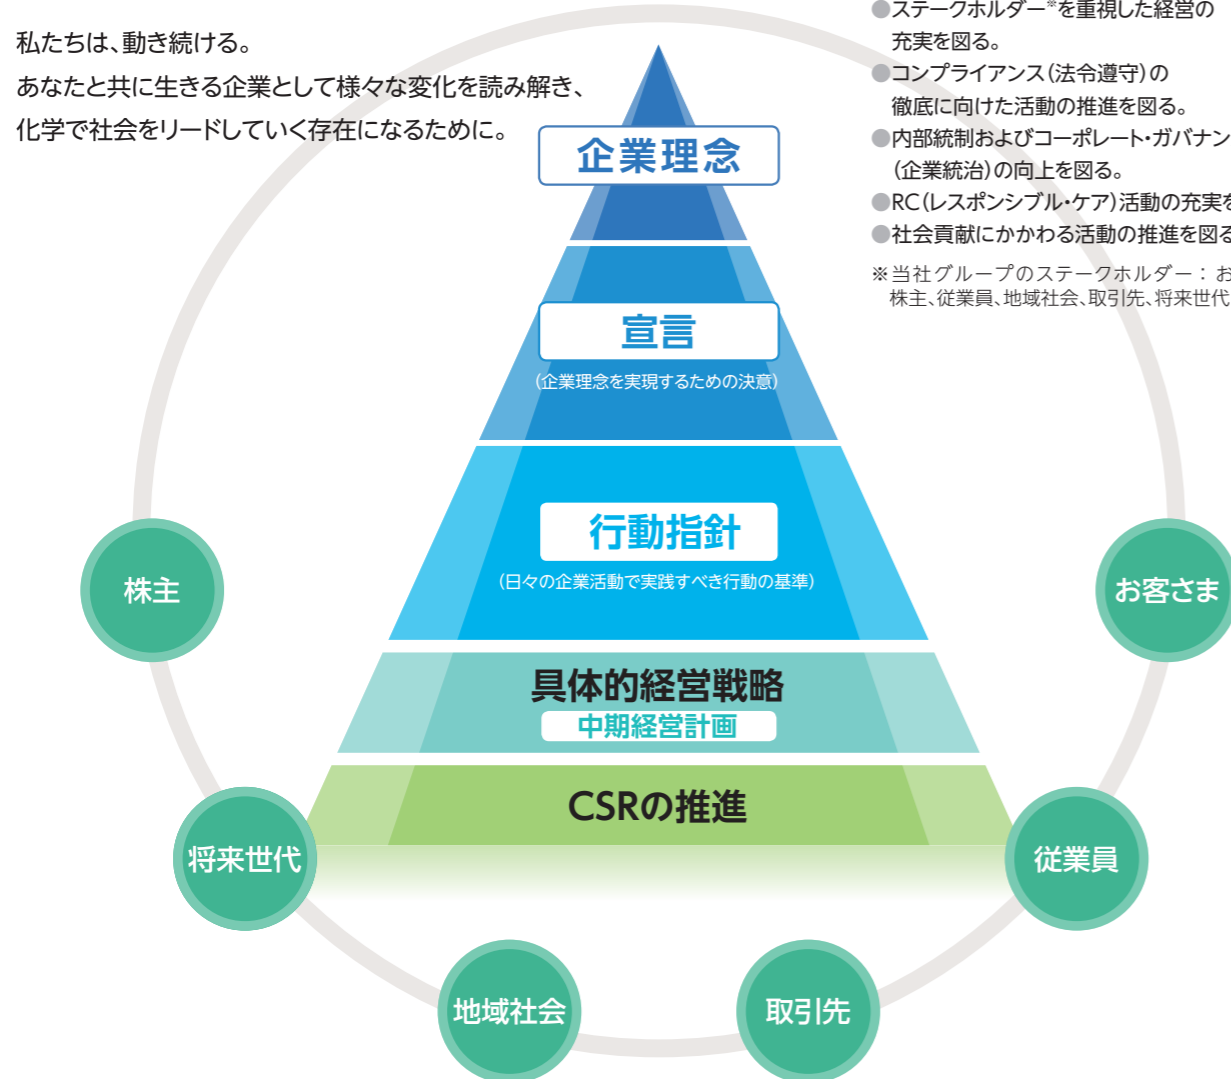 私たちは、動き続ける。
あなたと共に生きる企業として様々な変化を読み解き、
化学で社会をリードしていく存在になるために。
●ステークホルダー※を重視した経営の
充実を図る。
●コンプライアンス(法令遵守)の
徹底に向けた活動の推進を図る。
●内部統制およびコーポレート・ガバナン
(企業統治)の向上を図る。
●RC(レスポンシブル・ケア)活動の充実を
●社会貢献にかかわる活動の推進を図る
※当社グループのステークホルダー：お
株主、従業員、地域社会、取引先、将来世代
企業理念
宣言
(企業理念を実現するための決意)
行動指針
(日々の企業活動で実践すべき行動の基準)
具体的経営戦略
中期経営計画
CSRの推進
株主
お客さま
将来世代
従業員
地域社会
取引先